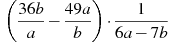 (36b/a − 49a/b) · 1/(6a − 7b)